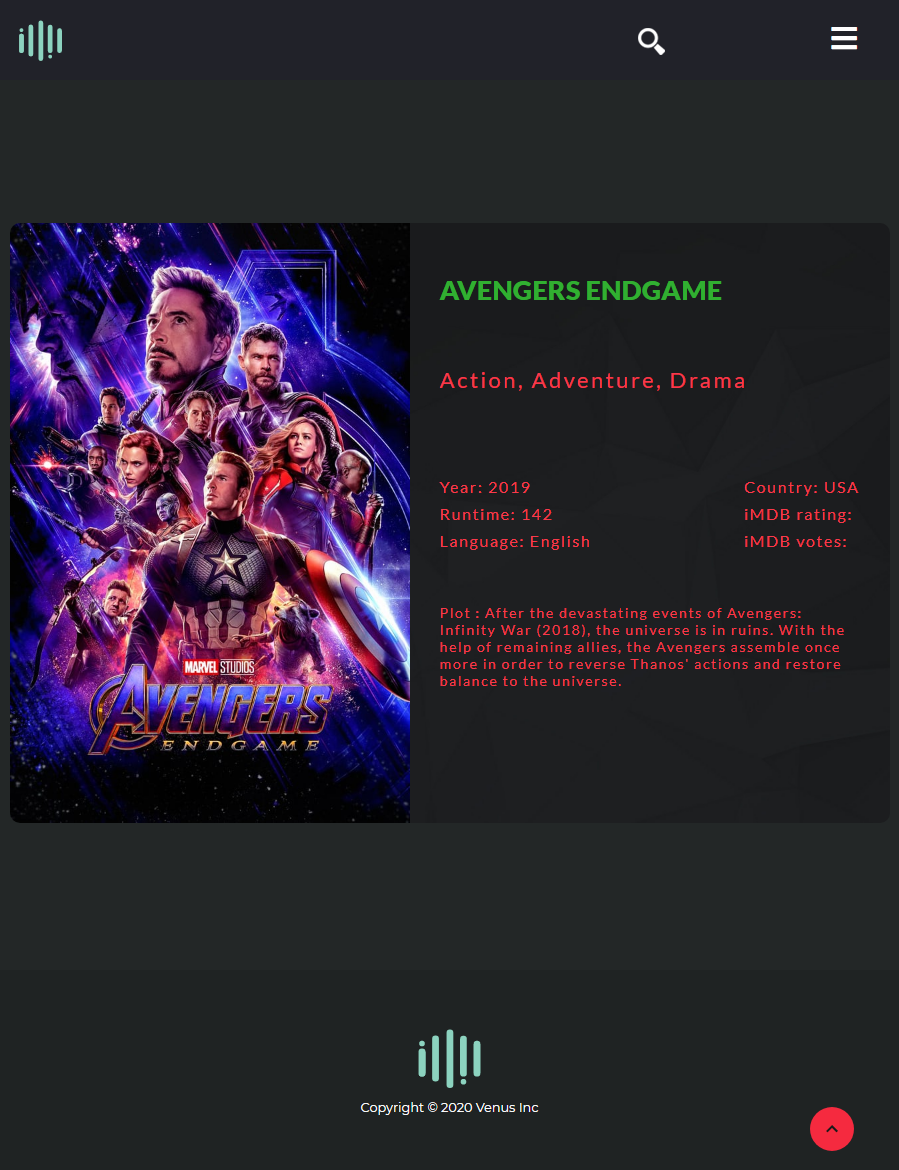 AVENGERS ENDGAME
Action, Adventure, Drama
Year: 2019
Country: USA
Runtime: 142
iMDB rating:
Language: English
iMDB votes:
Plot : After the devastating events of Avengers:
Infinity War (2018), the universe is in ruins. With the
help of remaining allies, the Avengers assemble once
more in order to reverse Thanos' actions and restore
balance to the universe.
MARVEL STUDIOS
AVENGERS
ENDGAME
Copyright © 2020 Venus Inc